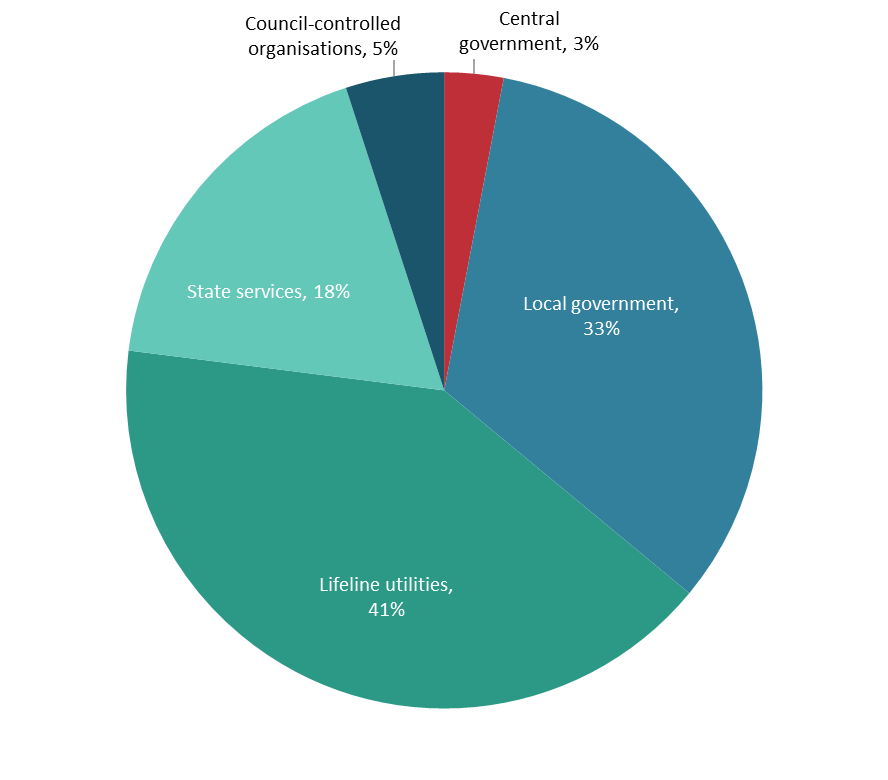 Council-controlled
organisations, 5%
Central
government, 3%
State services, 18%
Local government,
33%
Lifeline utilities,
41%